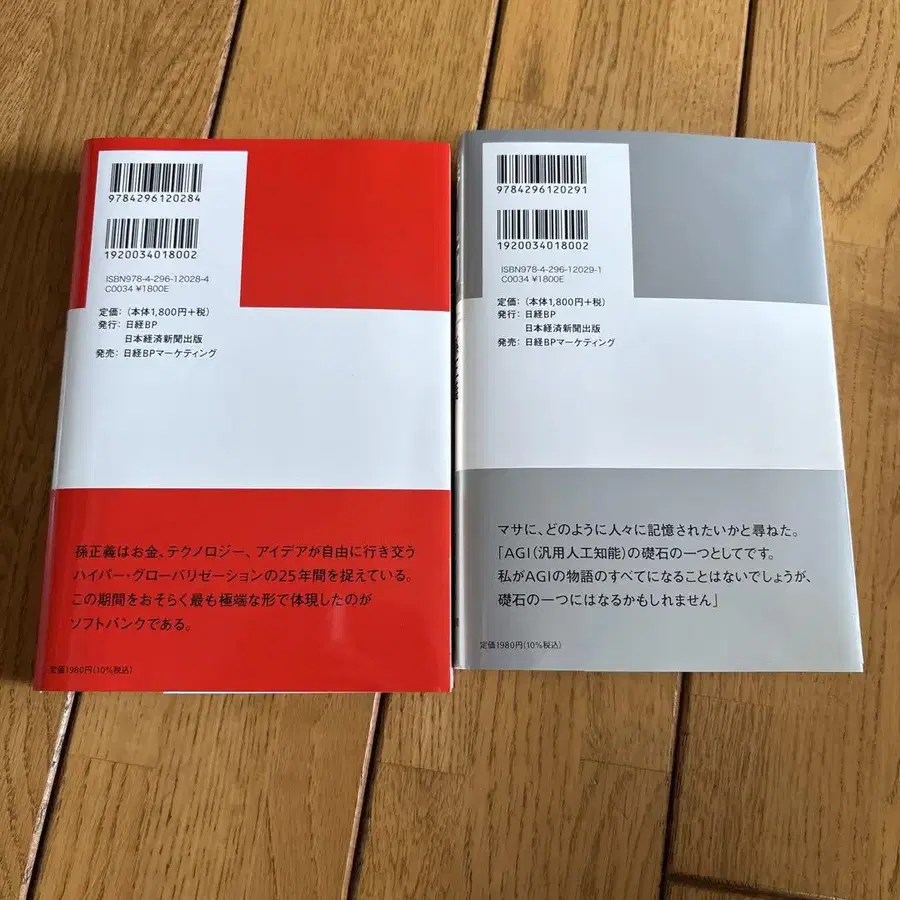 9784296120284
1920034018002
ISBN978-4-296-12028-4
C0034 ¥1800E
定価：（本体1,800円＋税）
発行：日経BP
日本経済新聞出版
発売：日経BPマーケティング
孫正義はお金、テクノロジー、アイデアが自由に行き交う
ハイパー・グローバリゼーションの25年間を捉えている。
この期間をおそらく最も極端な形で体現したのが
ソフトバンクである。
定価1980円(10%税込)
9784296120291
1920034018002
ISBN978-4-296-12029-1
C0034 ¥1800E
定価：（本体1,800円＋税）
発行：日経BP
日本経済新聞出版
発売：日経BPマーケティング
マサに、どのように人々に記憶されたいかと尋ねた。
「AGI（汎用人工知能）の礎石の一つとしてです。
私がAGIの物語のすべてになることはないでしょうが、
礎石の一つにはなるかもしれません」
定価1980円(10%税込)